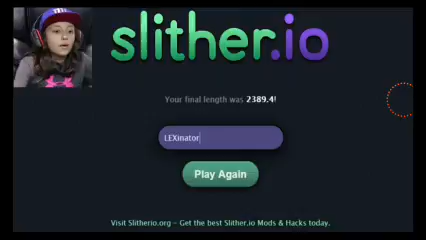 slither.io
Your final length was 2389.4!
LEXinator
Play Again
Visit Slitherio.org – Get the best Slither.io Mods & Hacks today.